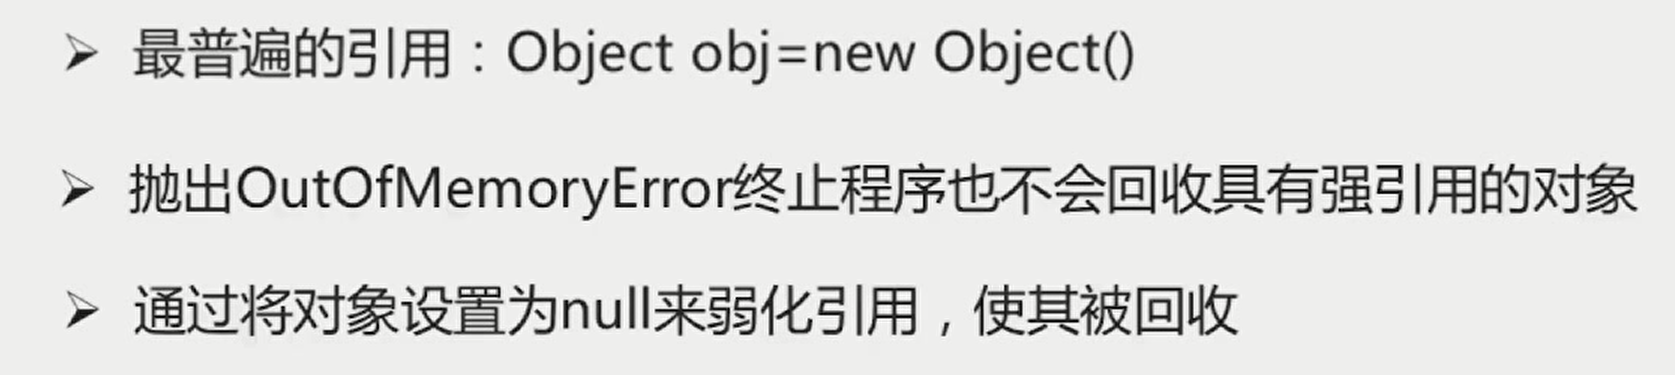 ➢ 最普遍的引用：Object obj=new Object()
➢ 抛出OutOfMemoryError终止程序也不会回收具有强引用的对象
➢ 通过将对象设置为null来弱化引用，使其被回收